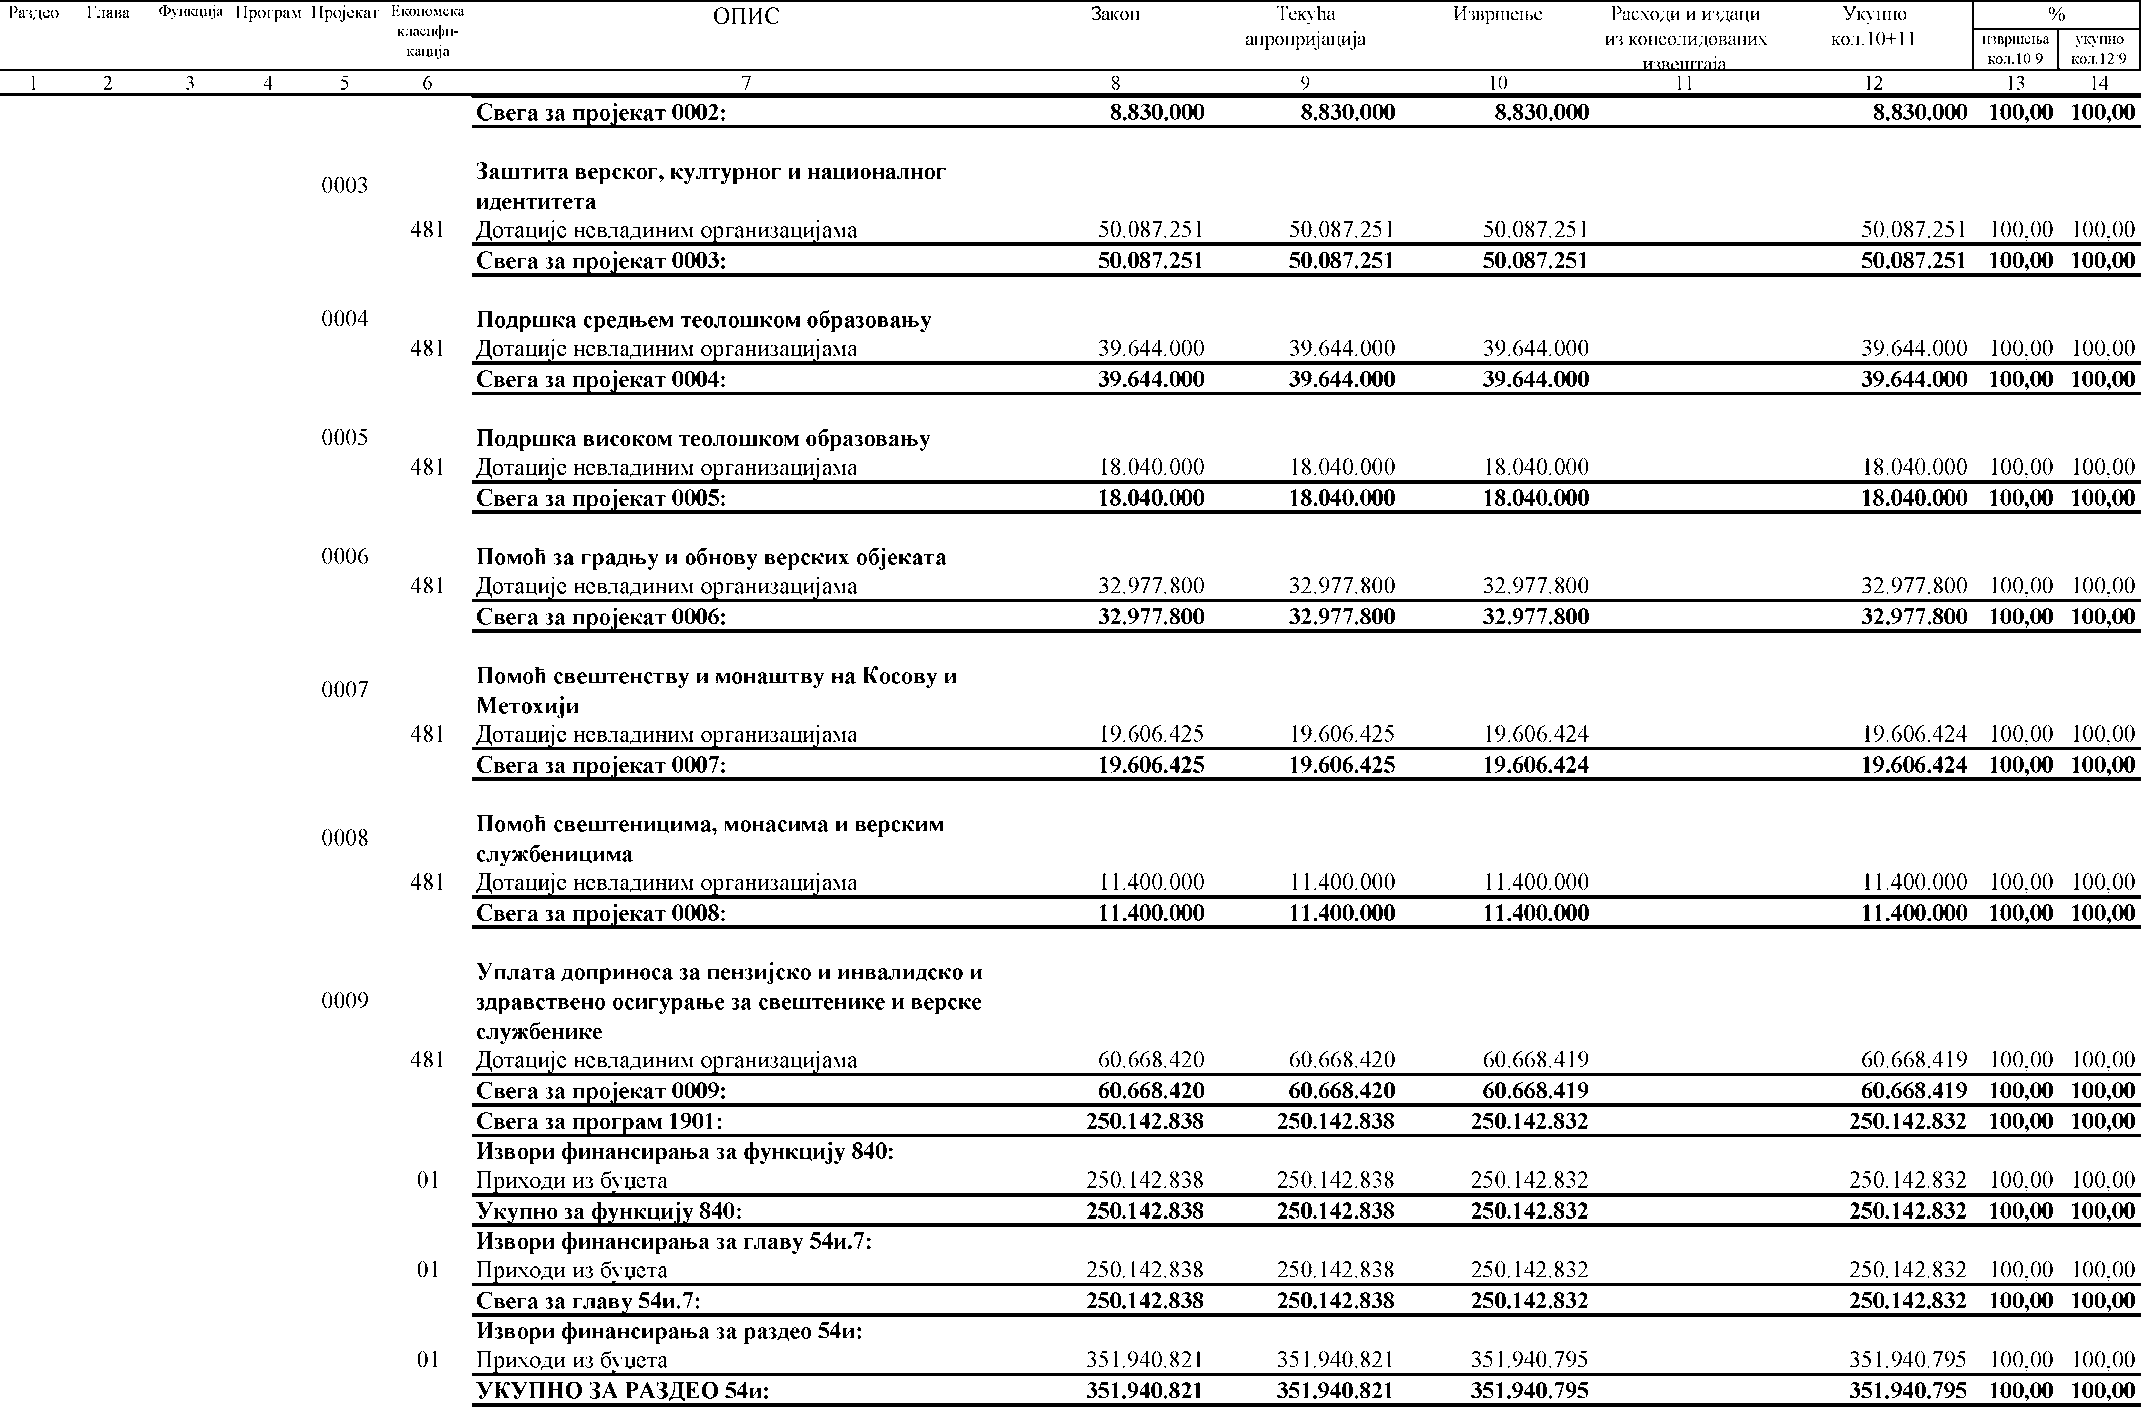 Раздео Глава Функција Програм Пројекат Економска класифи-кација ОПИС Закон Текућа апропријација Извршење Расходи и издаци из консолидованих извештаја Укупно кол.10+11 %
извршења кол.10/9 укупно кол.12/9
1 2 3 4 5 6 7 8 9 10 11 12 13 14
Свега за пројекат 0002: 8.830.000 8.830.000 8.830.000 8.830.000 100,00 100,00
0003 Заштита верског, културног и националног
идентитета
481 Дотације невладиним организацијама 50.087.251 50.087.251 50.087.251 50.087.251 100,00 100,00
Свега за пројекат 0003: 50.087.251 50.087.251 50.087.251 50.087.251 100,00 100,00
0004 Подршка средњем теолошком образовању
481 Дотације невладиним организацијама 39.644.000 39.644.000 39.644.000 39.644.000 100,00 100,00
Свега за пројекат 0004: 39.644.000 39.644.000 39.644.000 39.644.000 100,00 100,00
0005 Подршка високом теолошком образовању
481 Дотације невладиним организацијама 18.040.000 18.040.000 18.040.000 18.040.000 100,00 100,00
Свега за пројекат 0005: 18.040.000 18.040.000 18.040.000 18.040.000 100,00 100,00
0006 Помоћ за градњу и обнову верских објеката
481 Дотације невладиним организацијама 32.977.800 32.977.800 32.977.800 32.977.800 100,00 100,00
Свега за пројекат 0006: 32.977.800 32.977.800 32.977.800 32.977.800 100,00 100,00
0007 Помоћ свештенству и монаштву на Косову и
Метохији
481 Дотације невладиним организацијама 19.606.425 19.606.425 19.606.424 19.606.424 100,00 100,00
Свега за пројекат 0007: 19.606.425 19.606.425 19.606.424 19.606.424 100,00 100,00
0008 Помоћ свештеницима, монасима и верским
службеницима
481 Дотације невладиним организацијама 11.400.000 11.400.000 11.400.000 11.400.000 100,00 100,00
Свега за пројекат 0008: 11.400.000 11.400.000 11.400.000 11.400.000 100,00 100,00
Уплата доприноса за пензијско и инвалидско и
0009 здравствено осигурање за свештенике и верске
службенике
481 Дотације невладиним организацијама 60.668.420 60.668.420 60.668.419 60.668.419 100,00 100,00
Свега за пројекат 0009: 60.668.420 60.668.420 60.668.419 60.668.419 100,00 100,00
Свега за програм 1901: 250.142.838 250.142.838 250.142.832 250.142.832 100,00 100,00
Извори финансирања за функцију 840:
01 Приходи из буџета 250.142.838 250.142.838 250.142.832 250.142.832 100,00 100,00
Укупно за функцију 840: 250.142.838 250.142.838 250.142.832 250.142.832 100,00 100,00
Извори финансирања за главу 54и.7:
01 Приходи из буџета 250.142.838 250.142.838 250.142.832 250.142.832 100,00 100,00
Свега за главу 54и.7: 250.142.838 250.142.838 250.142.832 250.142.832 100,00 100,00
Извори финансирања за раздео 54и:
01 Приходи из буџета 351.940.821 351.940.821 351.940.795 351.940.795 100,00 100,00
УКУПНО ЗА РАЗДЕО 54и: 351.940.821 351.940.821 351.940.795 351.940.795 100,00 100,00